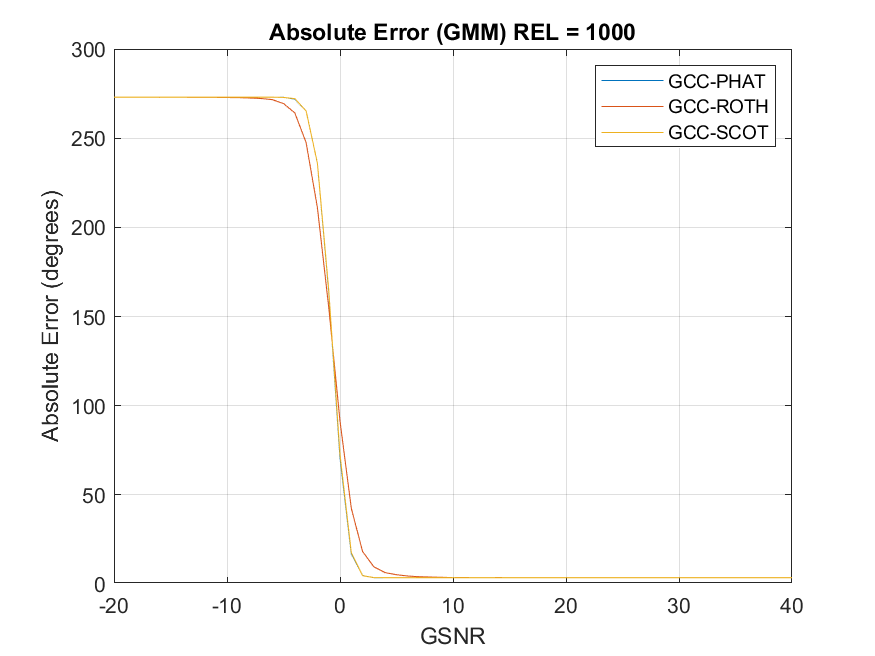 Absolute Error (GMM) REL = 1000
300
250
200
150
100
50
0
Absolute Error (degrees)
GCC-PHAT
GCC-ROTH
GCC-SCOT
-20 -10 0 10 20 30 40
GSNR